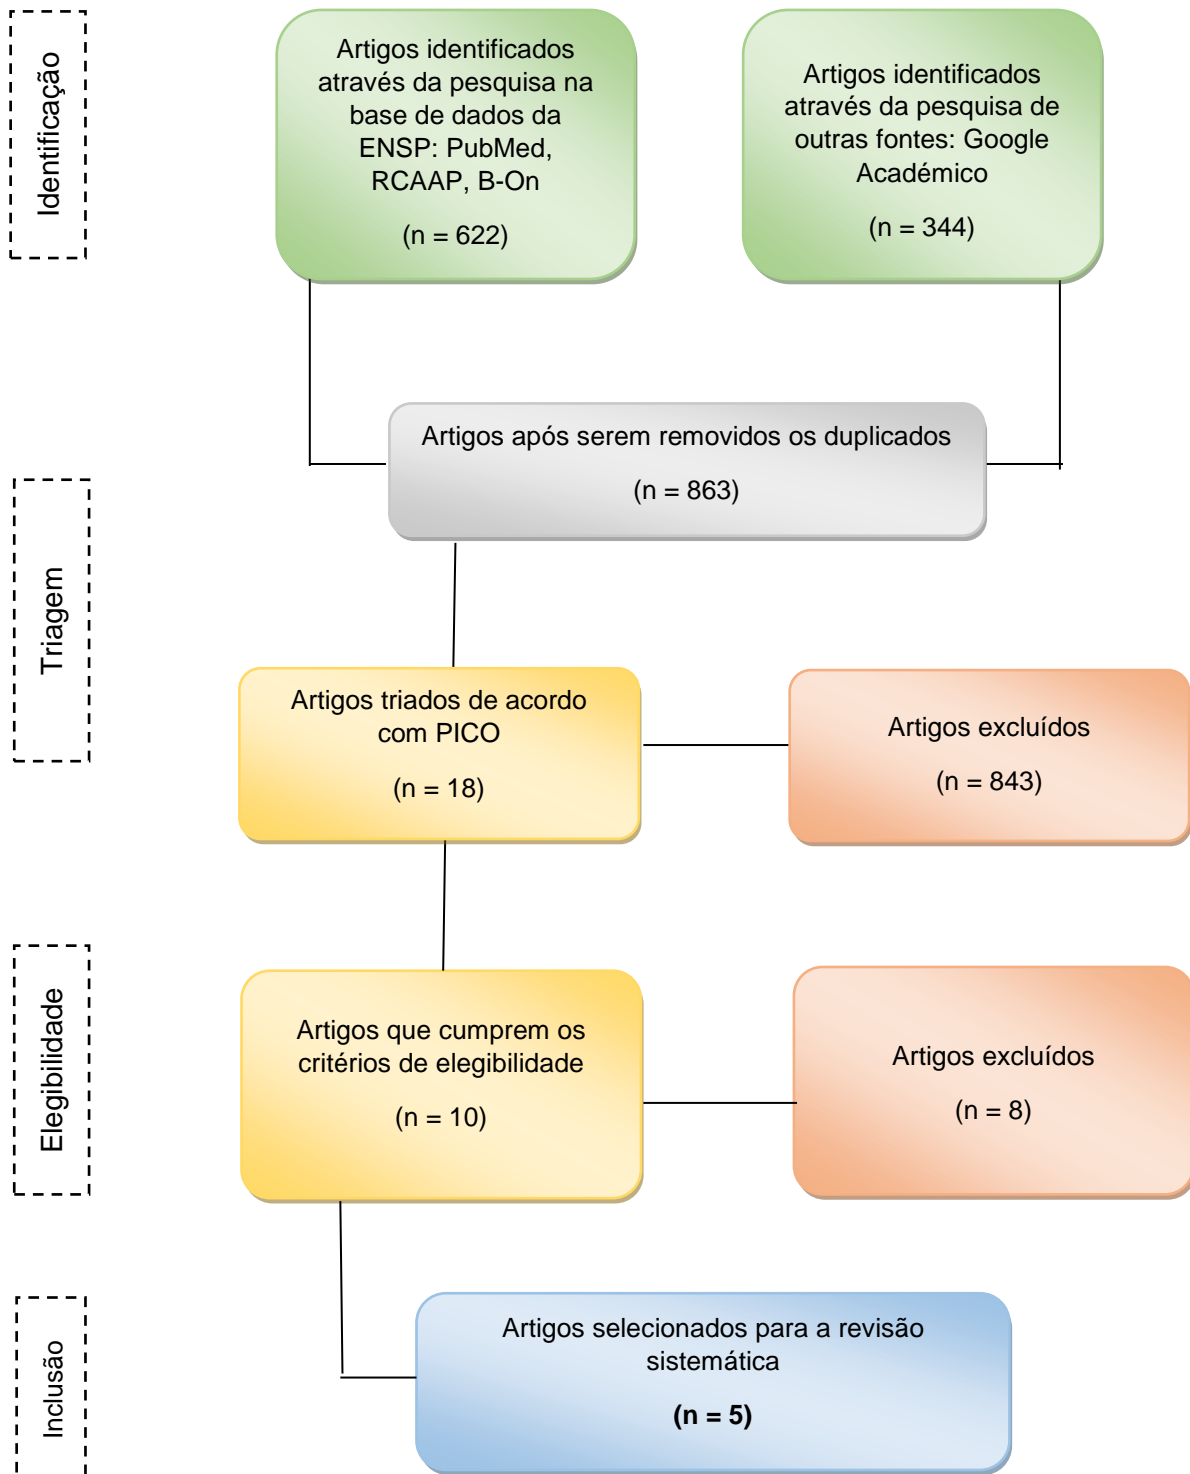 Identificação
Artigos identificados
através da pesquisa na
base de dados da
ENSP: PubMed,
RCAAP, B-On
(n = 622)
Artigos identificados
através da pesquisa de
outras fontes: Google
Académico
(n = 344)
Artigos após serem removidos os duplicados
(n = 863)
Triagem
Artigos triados de acordo
com PICO
(n = 18)
Artigos excluídos
(n = 843)
Elegibilidade
Artigos que cumprem os
critérios de elegibilidade
(n = 10)
Artigos excluídos
(n = 8)
Inclusão
Artigos selecionados para a revisão
sistemática
(n = 5)